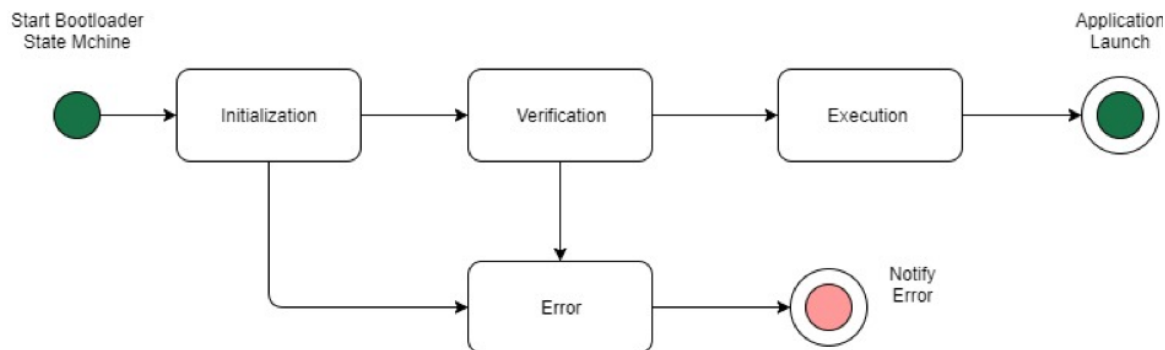 Start Bootloader
State Mchine
Application
Launch
Initialization
Verification
Execution
Error
Notify
Error